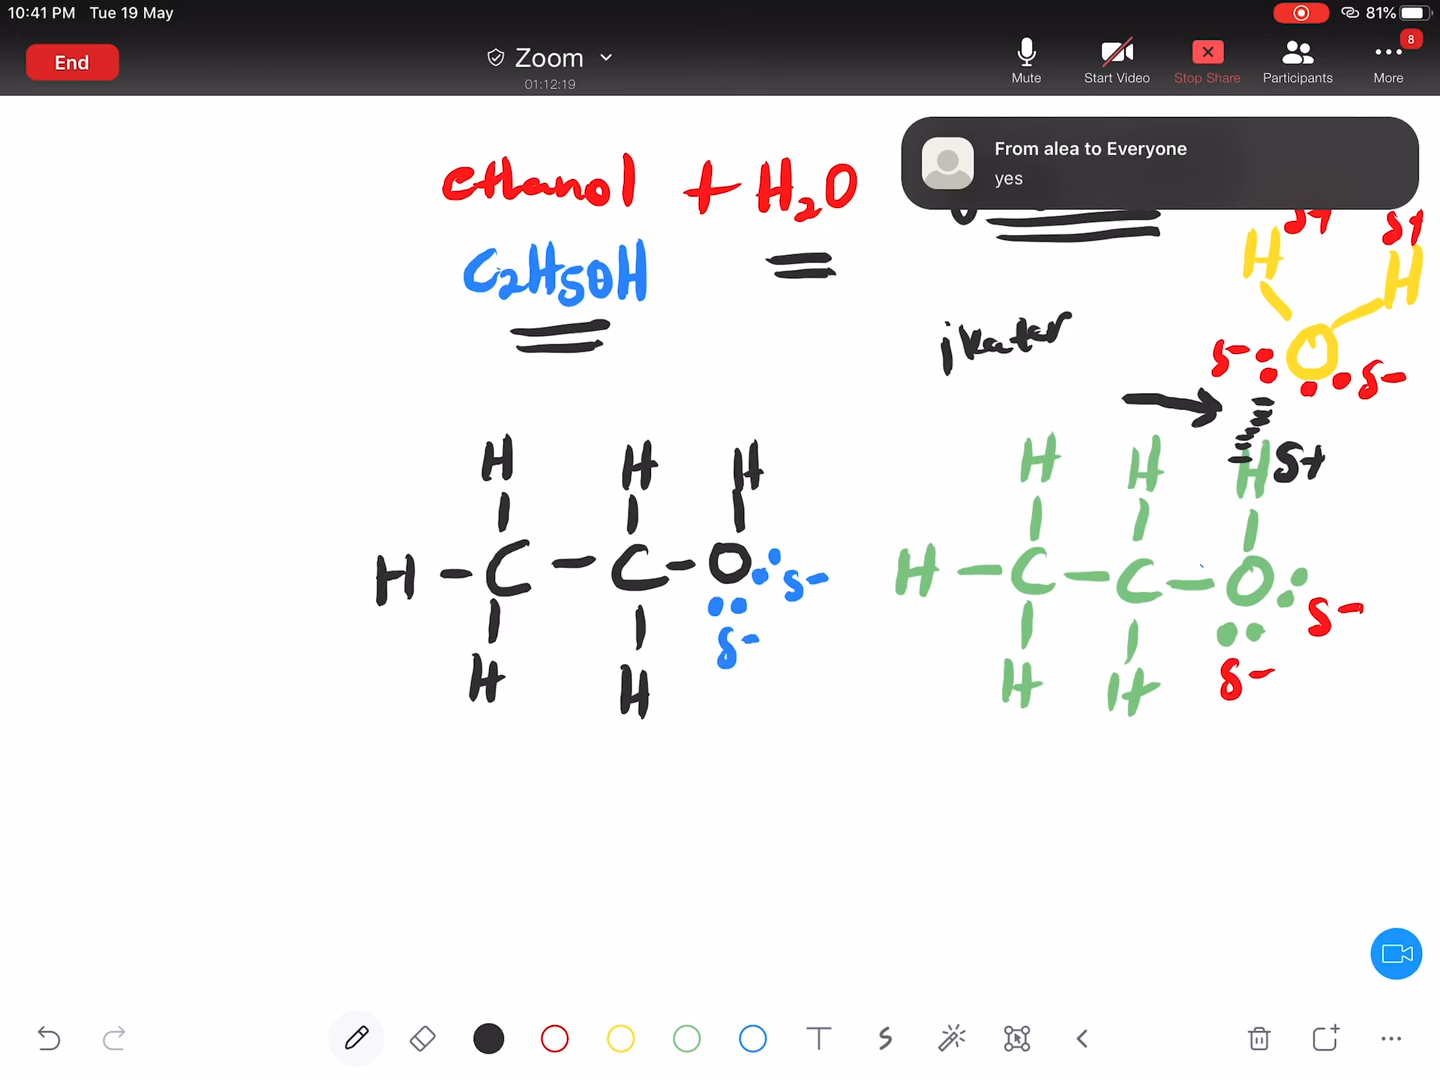 10:41 PM Tue 19 May
81%
End
Zoom
01:12:19
Mute
Start Video
Stop Share
Participants
More
8
From alea to Everyone
yes
ethanol + H₂O
C₂H₅OH
δ+ δ+
H H
O
δ- δ-
H H H
H - C - C - O
δ-
δ-
H H
H H H δ+
H - C - C - O
δ-
δ-
H H
T